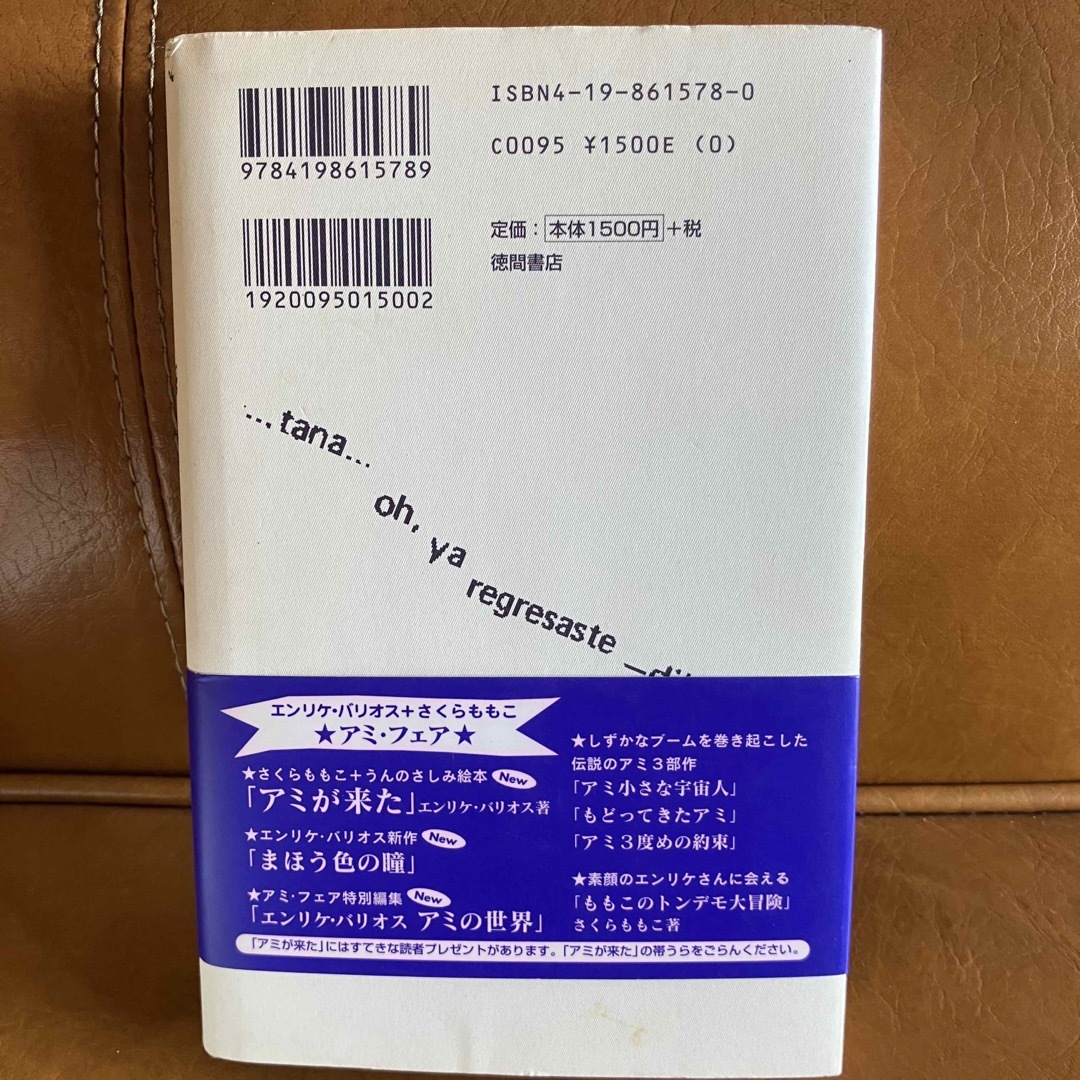 ISBN4-19-861578-0
9784198615789
C0095 ¥1500E (0)
1920095015002
定価：本体1500円+税
徳間書店
...tana...
oh,
ya
regresaste
エンリケ・バリオス＋さくらももこ
★アミ・フェア★
★さくらももこ＋うんのさしみ絵本 New
「アミが来た」エンリケ・バリオス著
★エンリケ・バリオス新作 New
「まほう色の瞳」
★アミ・フェア特別編集 New
「エンリケ・バリオス アミの世界」
★しずかなブームを巻き起こした
伝説のアミ３部作
「アミ小さな宇宙人」
「もどってきたアミ」
「アミ３度めの約束」
★素顔のエンリケさんに会える
「ももこのトンデモ大冒険」
さくらももこ著
「アミが来た」にはすてきな読者プレゼントがあります。「アミが来た」の帯うらをごらんください。